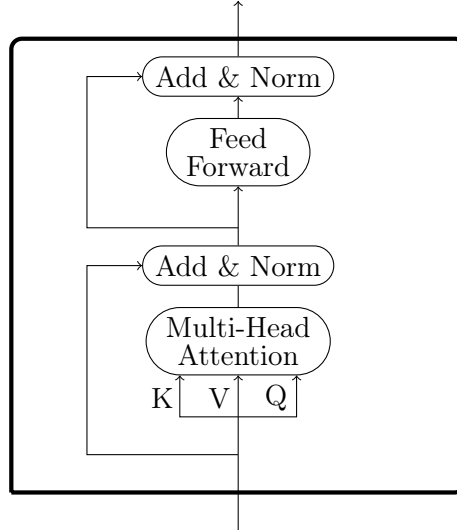 Add & Norm
Feed
Forward
Add & Norm
Multi-Head
Attention
K V Q